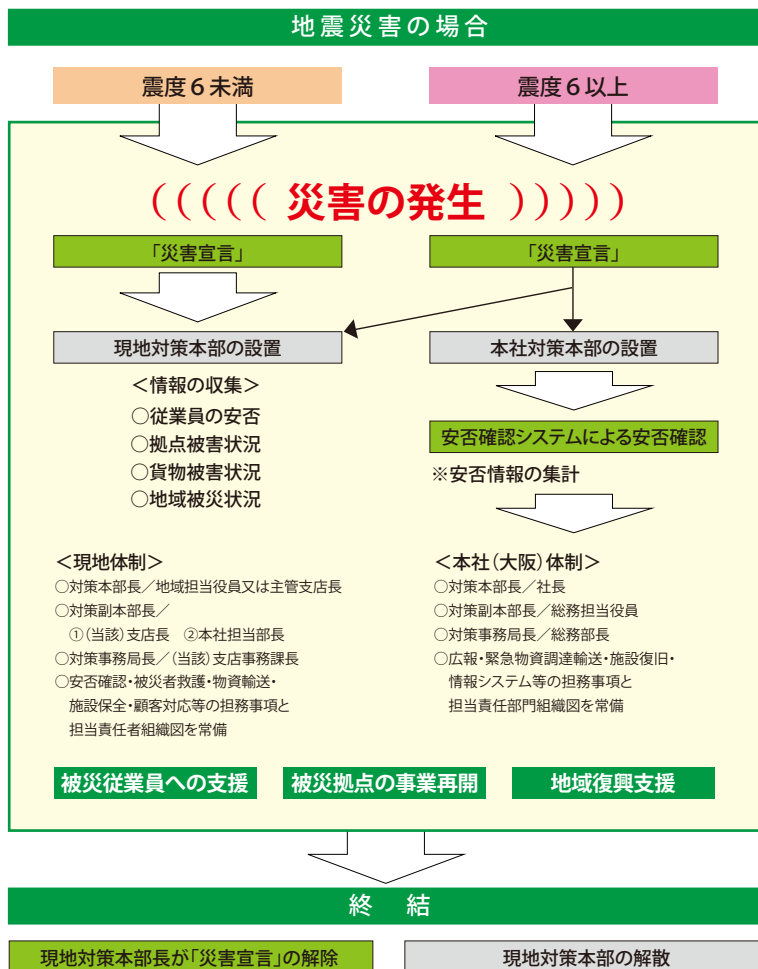 地震災害の場合
震度6未満
震度6以上
((((( 災害の発生 )))))
「災害宣言」
「災害宣言」
現地対策本部の設置
本社対策本部の設置
＜情報の収集＞
○従業員の安否
○拠点被害状況
○貨物被害状況
○地域被災状況
安否確認システムによる安否確認
※安否情報の集計
＜現地体制＞
○対策本部長／地域担当役員又は主管支店長
○対策副本部長／
①(当該)支店長　②本社担当部長
○対策事務局長／(当該)支店事務課長
○安否確認・被災者救護・物資輸送・
施設保全・顧客対応等の担務事項と
担当責任者組織図を常備
＜本社(大阪)体制＞
○対策本部長／社長
○対策副本部長／総務担当役員
○対策事務局長／総務部長
○広報・緊急物資調達輸送・施設復旧・
情報システム等の担務事項と
担当責任部門組織図を常備
被災従業員への支援
被災拠点の事業再開
地域復興支援
終　結
現地対策本部長が「災害宣言」の解除
現地対策本部の解散